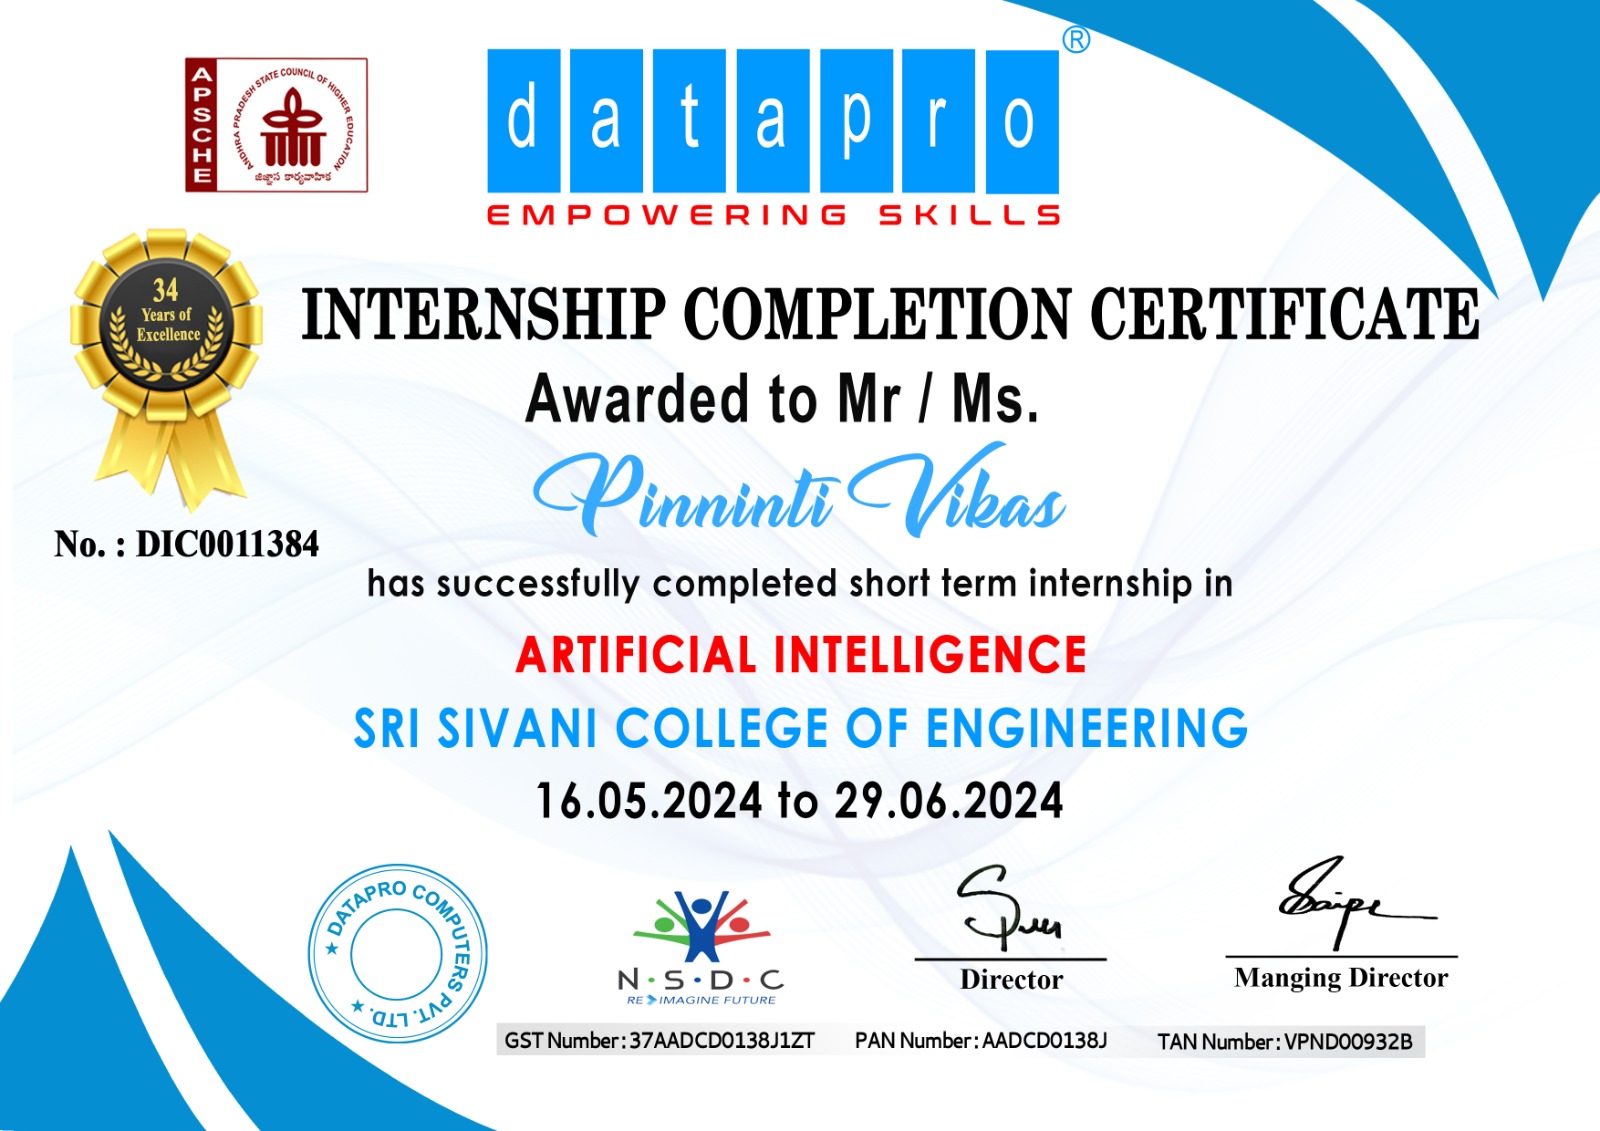 APSCHE
ANDHRA PRADESH STATE COUNCIL OF HIGHER EDUCATION
జిజ్ఞాస కార్యవాహిక
datapro®
EMPOWERING SKILLS
34
Years of
Excellence
INTERNSHIP COMPLETION CERTIFICATE
Awarded to Mr / Ms.
Pinninti Vikas
No. : DIC0011384
has successfully completed short term internship in
ARTIFICIAL INTELLIGENCE
SRI SIVANI COLLEGE OF ENGINEERING
16.05.2024 to 29.06.2024
★ DATAPRO COMPUTERS PVT. LTD. ★
N·S·D·C
RE IMAGINE FUTURE
Director
Manging Director
GST Number : 37AADCD0138J1ZT PAN Number : AADCD0138J TAN Number : VPND00932B